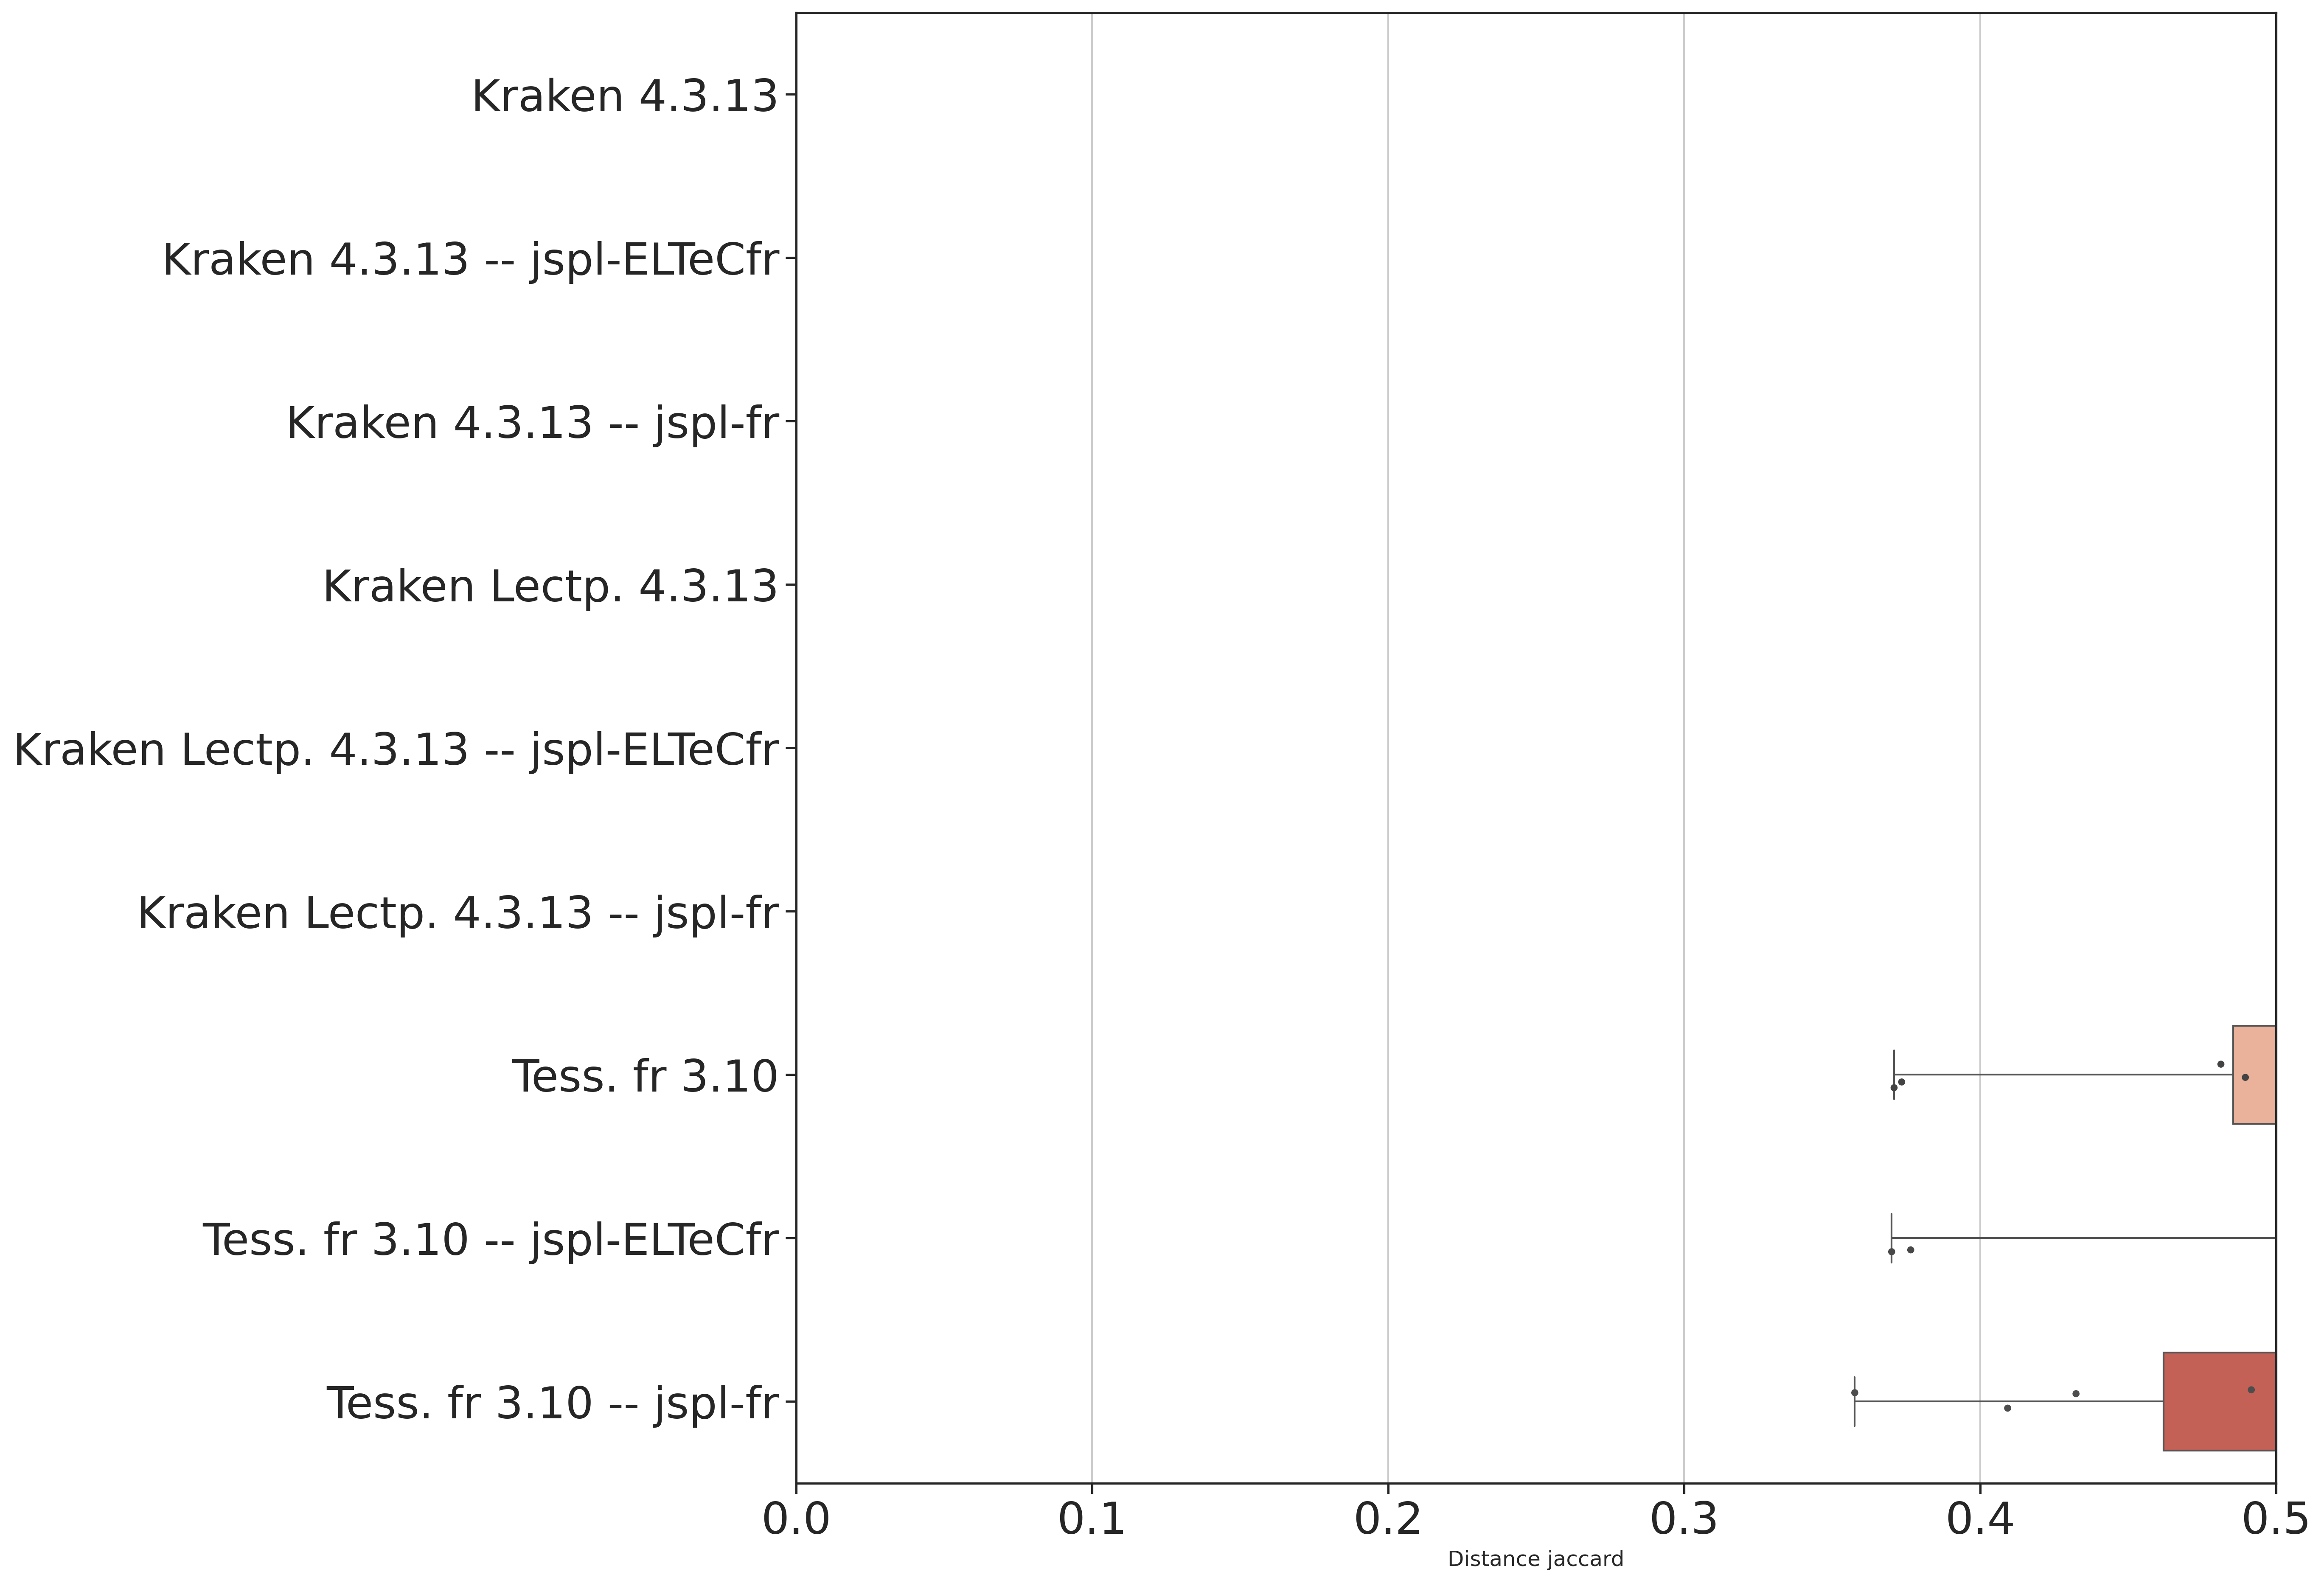 Kraken 4.3.13
Kraken 4.3.13 -- jspl-ELTeCfr
Kraken 4.3.13 -- jspl-fr
Kraken Lectp. 4.3.13
Kraken Lectp. 4.3.13 -- jspl-ELTeCfr
Kraken Lectp. 4.3.13 -- jspl-fr
Tess. fr 3.10
Tess. fr 3.10 -- jspl-ELTeCfr
Tess. fr 3.10 -- jspl-fr
0.0 0.1 0.2 0.3 0.4 0.5
Distance jaccard